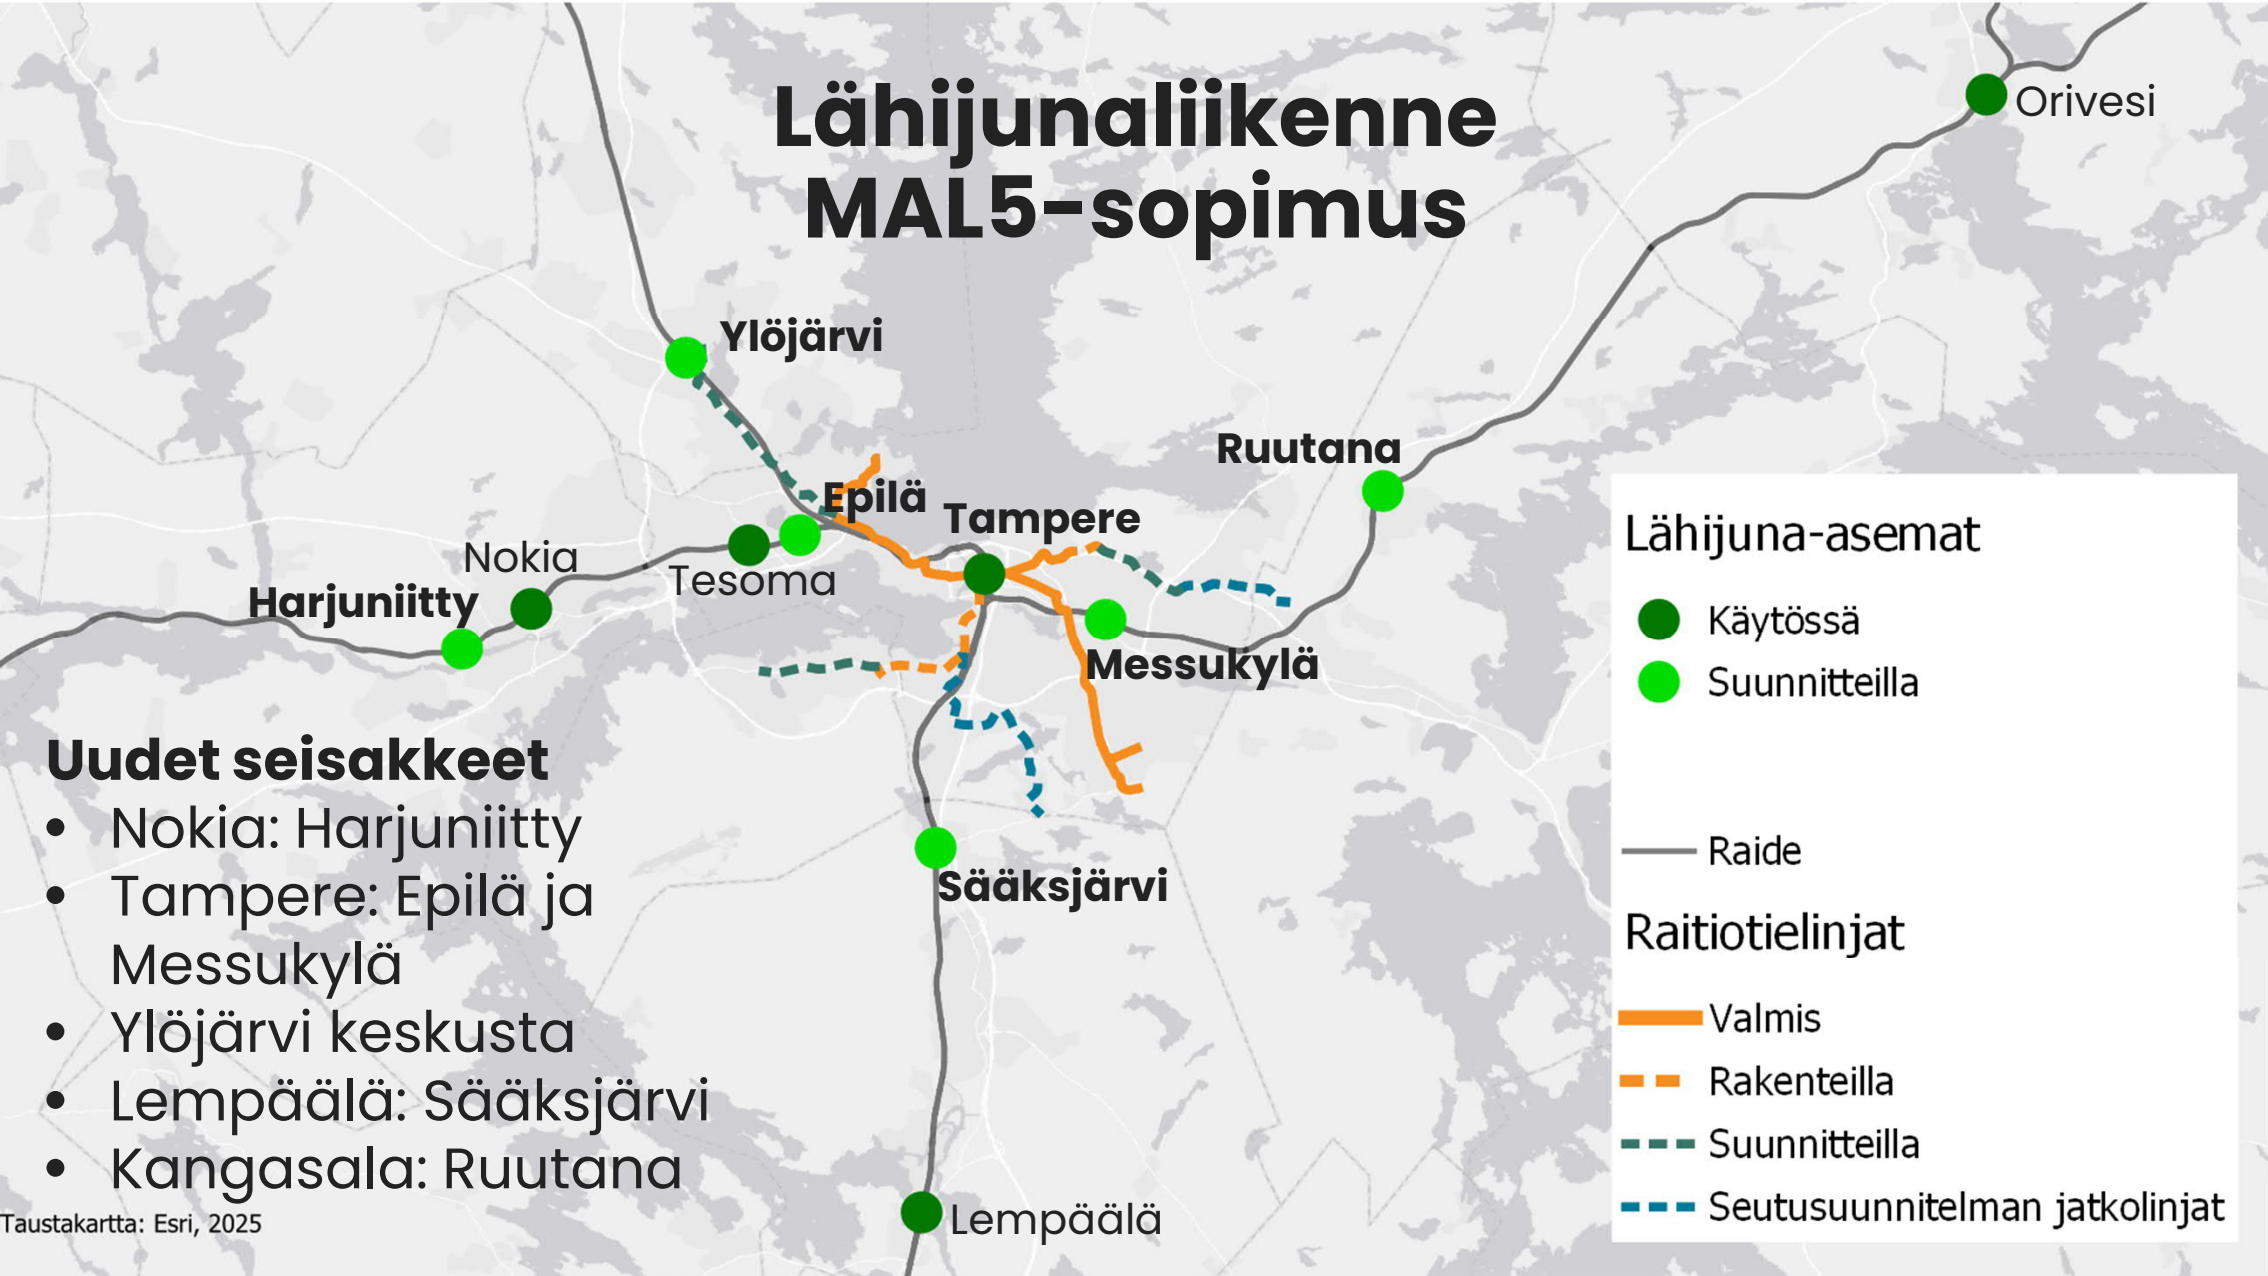 Lähijunaliikenne
MAL5-sopimus
Orivesi
Ylöjärvi
Ruutana
Epilä
Tampere
Nokia
Tesoma
Harjuniitty
Messukylä
Sääksjärvi
Lempäälä
Uudet seisakkeet
• Nokia: Harjuniitty
• Tampere: Epilä ja
Messukylä
• Ylöjärvi keskusta
• Lempäälä: Sääksjärvi
• Kangasala: Ruutana
Taustakartta: Esri, 2025
Lähijuna-asemat
Käytössä
Suunnitteilla
Raide
Raitiotielinjat
Valmis
Rakenteilla
Suunnitteilla
Seutusuunnitelman jatkolinjat